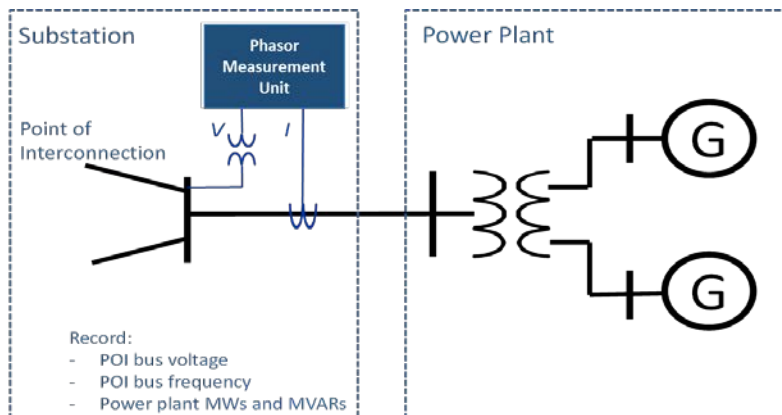 Substation
Phasor
Measurement
Unit
V
I
Point of
Interconnection
Record:
- POI bus voltage
- POI bus frequency
- Power plant MWs and MVARs
Power Plant
G
G